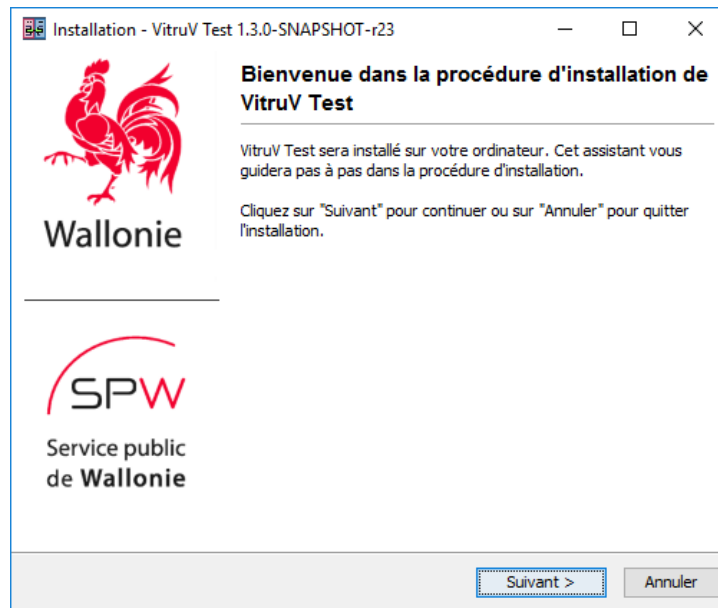 Installation - VitruV Test 1.3.0-SNAPSHOT-r23
Bienvenue dans la procédure d'installation de
VitruV Test
VitruV Test sera installé sur votre ordinateur. Cet assistant vous
guidera pas à pas dans la procédure d'installation.
Cliquez sur "Suivant" pour continuer ou sur "Annuler" pour quitter
l'installation.
Wallonie
SPW
Service public
de Wallonie
Suivant >
Annuler